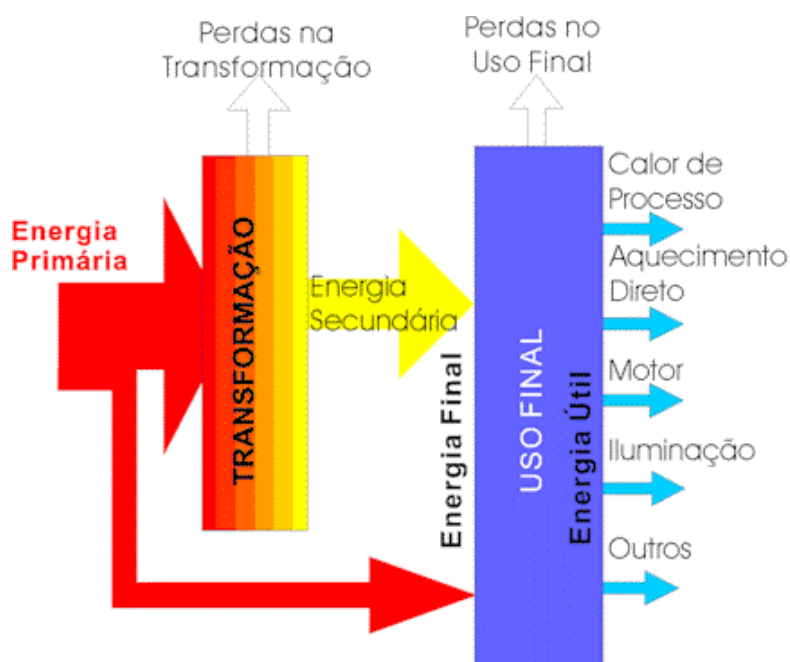 Perdas na
Transformação
Perdas no
Uso Final
Energia
Primária
TRANSFORMAÇÃO
Energia
Secundária
Energia Final
USO FINAL
Energia Útil
Calor de
Processo
Aquecimento
Direto
Motor
Iluminação
Outros